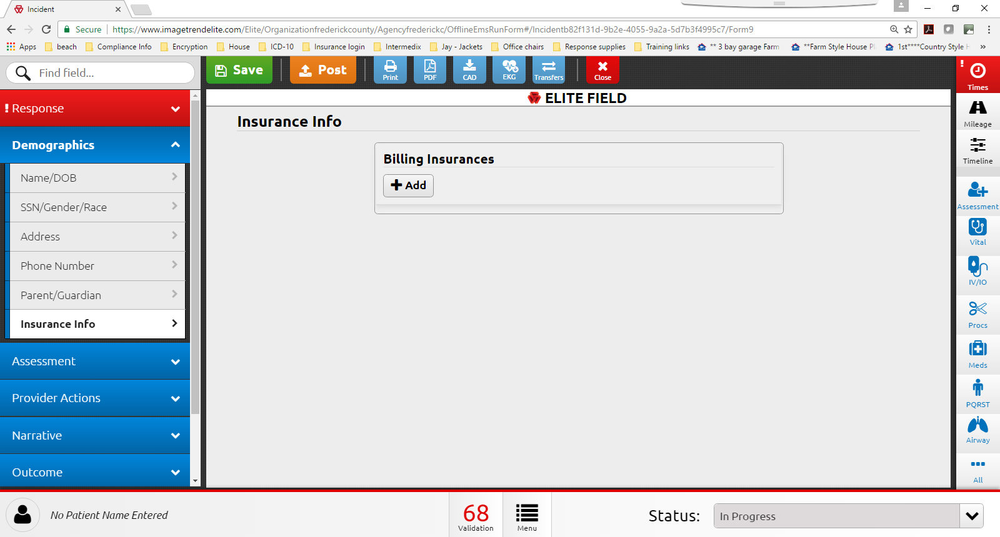 Incident
Secure https://www.imagetrendelite.com/Elite/Organizationfrederickcounty/Agencyfrederickc/OfflineEmsRunForm#/Incidentb82f131d-9b2e-4055-9a2a-5d7b3f4995c7/Form9
Apps beach Compliance Info Encryption House ICD-10 Insurance login Intermedix Jay - Jackets Office chairs Response supplies Training links ** 3 bay garage Farm **Farm Style House Pl 1st****Country Style H »
Find field...
Save Post Print PDF CAD EKG Transfers Close
ELITE FIELD
! Response
Demographics
Name/DOB
SSN/Gender/Race
Address
Phone Number
Parent/Guardian
Insurance Info
Assessment
Provider Actions
Narrative
Outcome
Insurance Info
Billing Insurances
Add
! Times
Mileage
Timeline
Assessment
Vital
IV/IO
Procs
Meds
PQRST
Airway
All
No Patient Name Entered
68
Validation
Menu
Status: In Progress